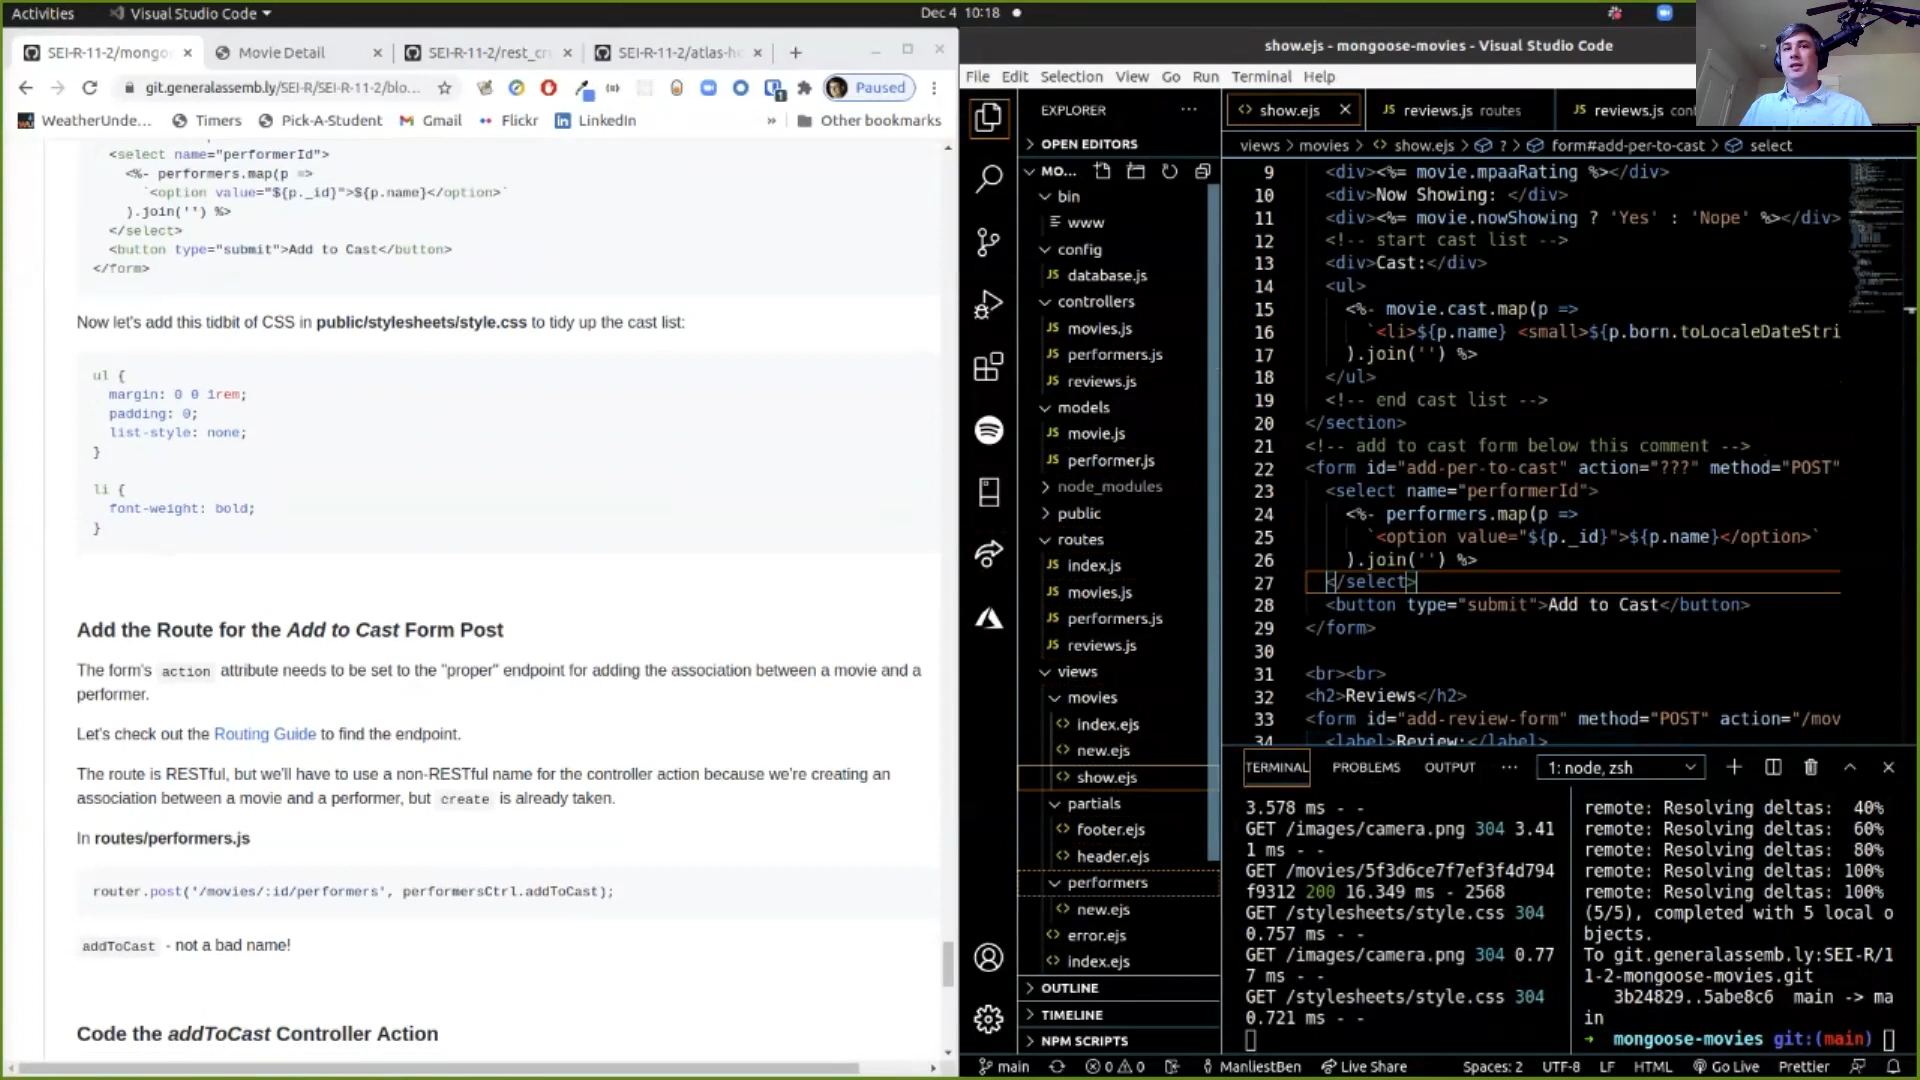 Activities
Visual Studio Code
Dec 4 10:18
SEI-R-11-2/mongo
Movie Detail
SEI-R-11-2/rest_cr
SEI-R-11-2/atlas-h
git.generalassemb.ly/SEI-R/SEI-R-11-2/blo...
Paused
WeatherUnde...
Timers
Pick-A-Student
Gmail
Flickr
LinkedIn
Other bookmarks
<select name="performerId">
<%- performers.map(p =>
`<option value="${p._id}">${p.name}</option>`
).join('') %>
</select>
<button type="submit">Add to Cast</button>
</form>
Now let's add this tidbit of CSS in public/stylesheets/style.css to tidy up the cast list:
ul {
margin: 0 0 1rem;
padding: 0;
list-style: none;
}
li {
font-weight: bold;
}
Add the Route for the Add to Cast Form Post
The form's action attribute needs to be set to the "proper" endpoint for adding the association between a movie and a
performer.
Let's check out the Routing Guide to find the endpoint.
The route is RESTful, but we'll have to use a non-RESTful name for the controller action because we're creating an
association between a movie and a performer, but create is already taken.
In routes/performers.js
router.post('/movies/:id/performers', performersCtrl.addToCast);
addToCast - not a bad name!
Code the addToCast Controller Action
show.ejs - mongoose-movies - Visual Studio Code
File Edit Selection View Go Run Terminal Help
EXPLORER
OPEN EDITORS
MO...
bin
www
config
database.js
controllers
movies.js
performers.js
reviews.js
models
movie.js
performer.js
node_modules
public
routes
index.js
movies.js
performers.js
reviews.js
views
movies
index.ejs
new.ejs
show.ejs
partials
footer.ejs
header.ejs
performers
new.ejs
error.ejs
index.ejs
OUTLINE
TIMELINE
NPM SCRIPTS
show.ejs
reviews.js routes
reviews.js cont
views > movies > show.ejs > ? > form#add-per-to-cast > select
9 <div><%= movie.mpaaRating %></div>
10 <div>Now Showing: </div>
11 <div><%= movie.nowShowing ? 'Yes' : 'Nope' %></div>
12 <!-- start cast list -->
13 <div>Cast:</div>
14 <ul>
15 <%- movie.cast.map(p =>
16 `<li>${p.name} <small>${p.born.toLocaleDateStri
17 ).join('') %>
18 </ul>
19 <!-- end cast list -->
20 </section>
21 <!-- add to cast form below this comment -->
22 <form id="add-per-to-cast" action="???" method="POST"
23 <select name="performerId">
24 <%- performers.map(p =>
25 `<option value="${p._id}">${p.name}</option>`
26 ).join('') %>
27 </select>
28 <button type="submit">Add to Cast</button>
29 </form>
30
31 <br><br>
32 <h2>Reviews</h2>
33 <form id="add-review-form" method="POST" action="/mov
34 <label>Review:</label>
TERMINAL PROBLEMS OUTPUT ··· 1: node, zsh
3.578 ms - -
GET /images/camera.png 304 3.41
1 ms - -
GET /movies/5f3d6ce7f7ef3f4d794
f9312 200 16.349 ms - 2568
GET /stylesheets/style.css 304
0.757 ms - -
GET /images/camera.png 304 0.77
7 ms - -
GET /stylesheets/style.css 304
0.721 ms - -
remote: Resolving deltas: 40%
remote: Resolving deltas: 60%
remote: Resolving deltas: 80%
remote: Resolving deltas: 100%
remote: Resolving deltas: 100%
(5/5), completed with 5 local o
bjects.
To git.generalassemb.ly:SEI-R/1
1-2-mongoose-movies.git
3b24829..5abe8c6 main -> ma
in
→ mongoose-movies git:(main)
main
0 0 0
ManliestBen
Live Share
Spaces: 2
UTF-8
LF
HTML
Go Live
Prettier